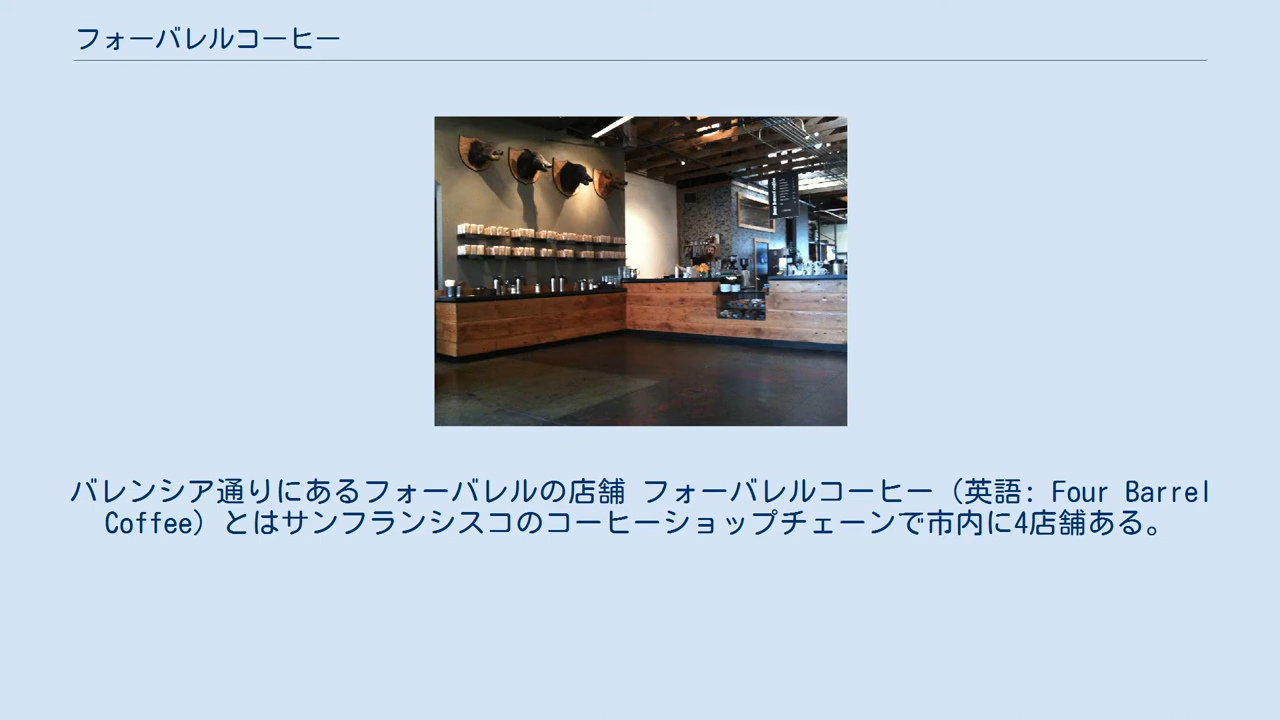 フォーバレルコーヒー
バレンシア通りにあるフォーバレルの店舗 フォーバレルコーヒー（英語: Four Barrel
Coffee）とはサンフランシスコのコーヒーショップチェーンで市内に4店舗ある。